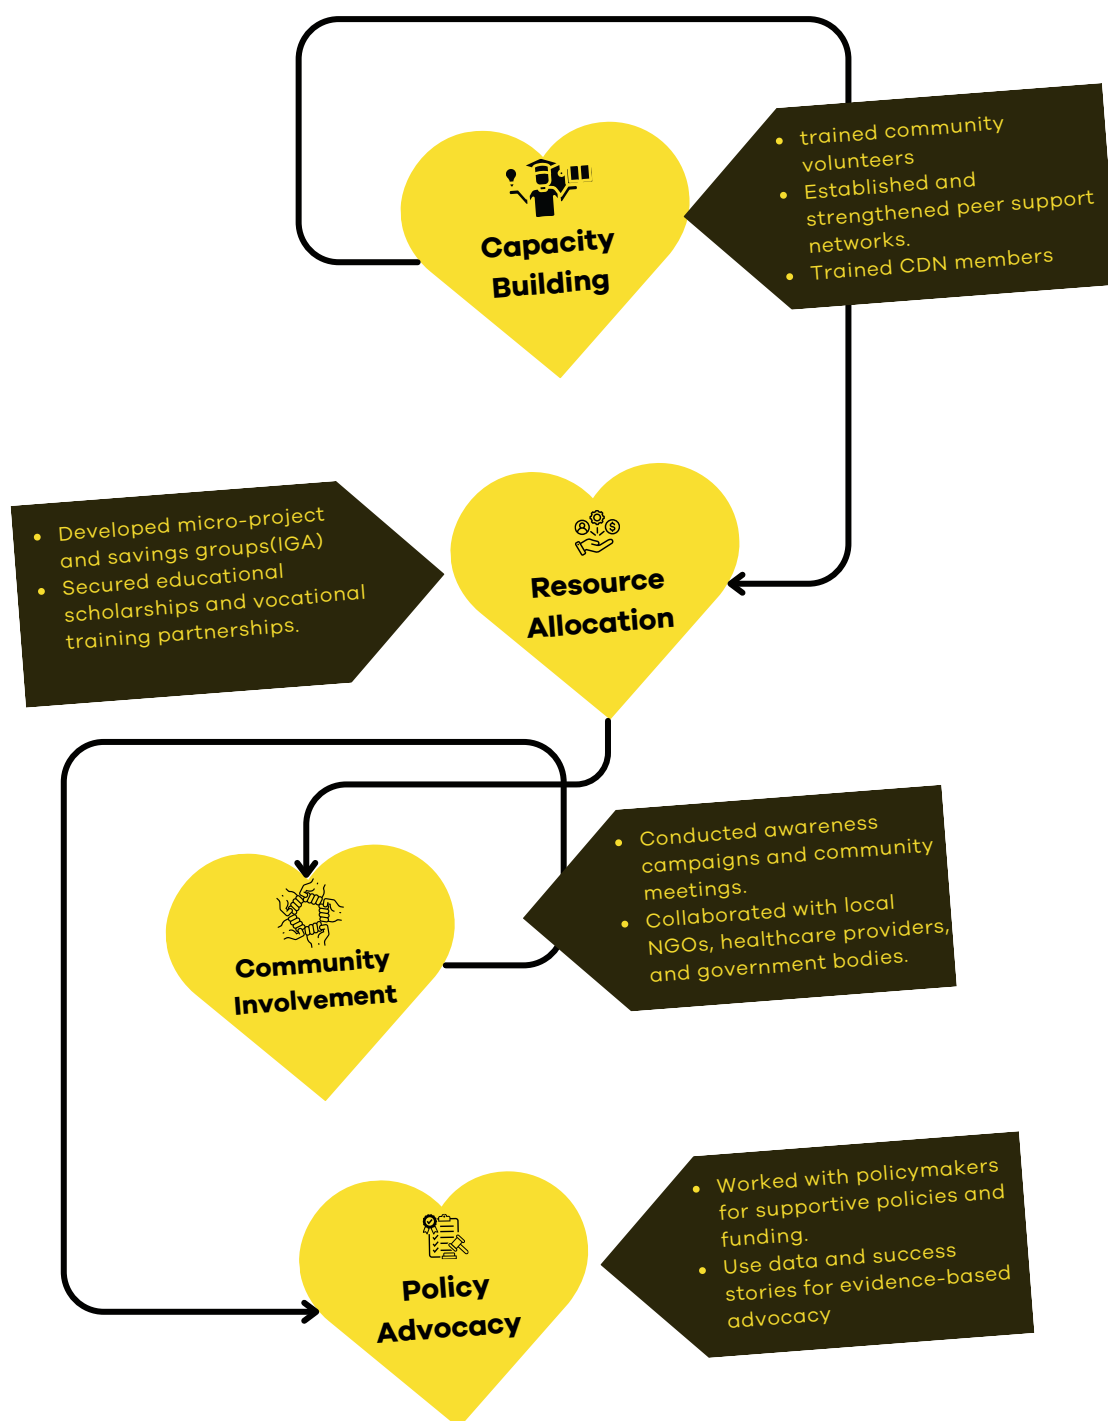 Capacity
Building
• trained community
volunteers
• Established and
strengthened peer support
networks.
• Trained CDN members
• Developed micro-project
and savings groups(IGA)
• Secured educational
scholarships and vocational
training partnerships.
Resource
Allocation
Community
Involvement
• Conducted awareness
campaigns and community
meetings.
• Collaborated with local
NGOs, healthcare providers,
and government bodies.
Policy
Advocacy
• Worked with policymakers
for supportive policies and
funding.
• Use data and success
stories for evidence-based
advocacy